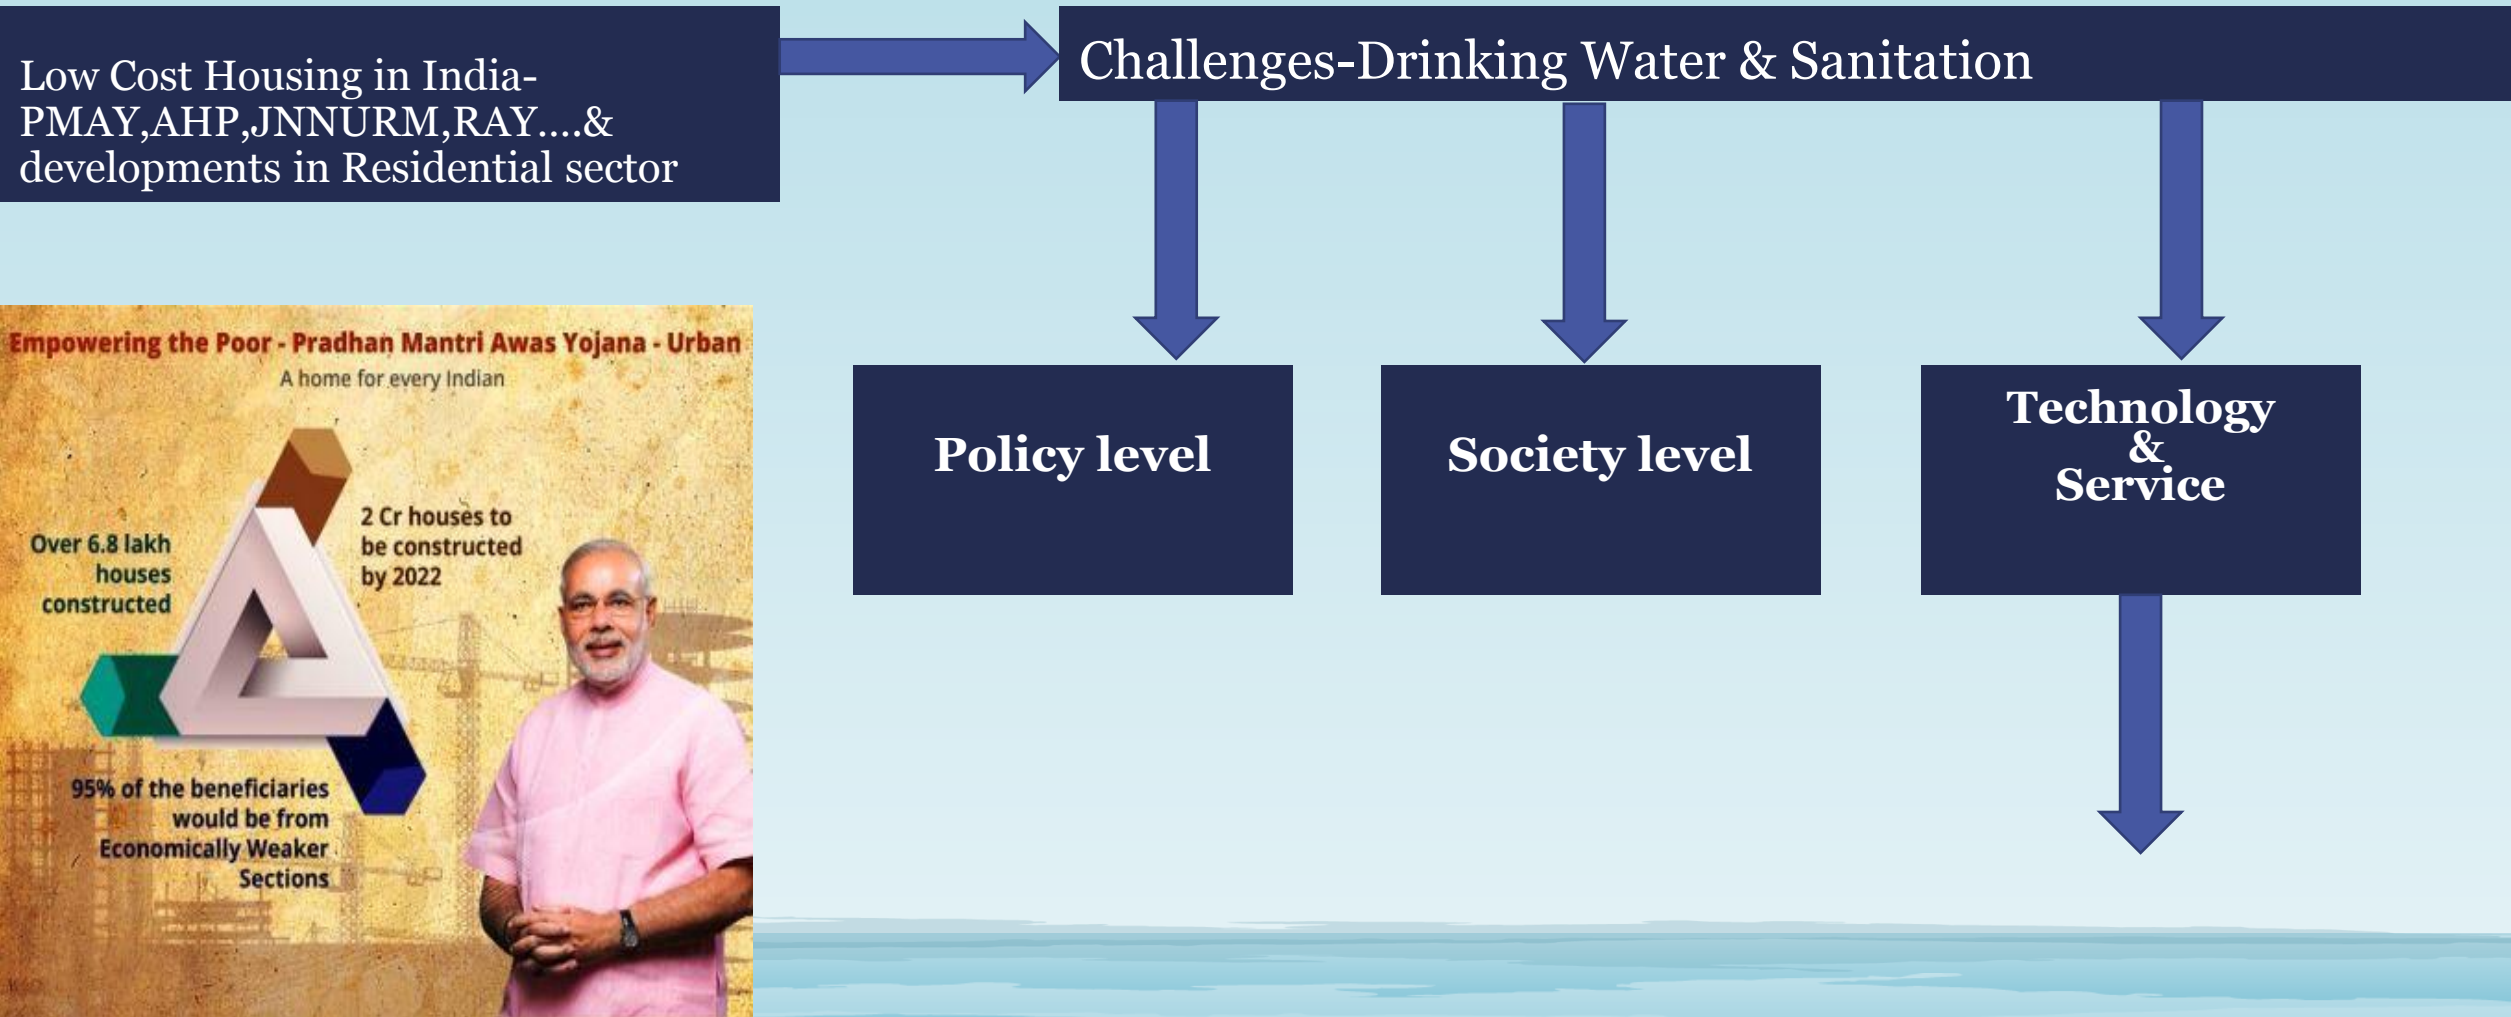 Low Cost Housing in India-
PMAY,AHP,JNNURM,RAY....&
developments in Residential sector
Challenges-Drinking Water & Sanitation
Policy level
Society level
Technology
&
Service
Empowering the Poor - Pradhan Mantri Awas Yojana - Urban
A home for every Indian
Over 6.8 lakh
houses
constructed
2 Cr houses to
be constructed
by 2022
95% of the beneficiaries
would be from
Economically Weaker
Sections